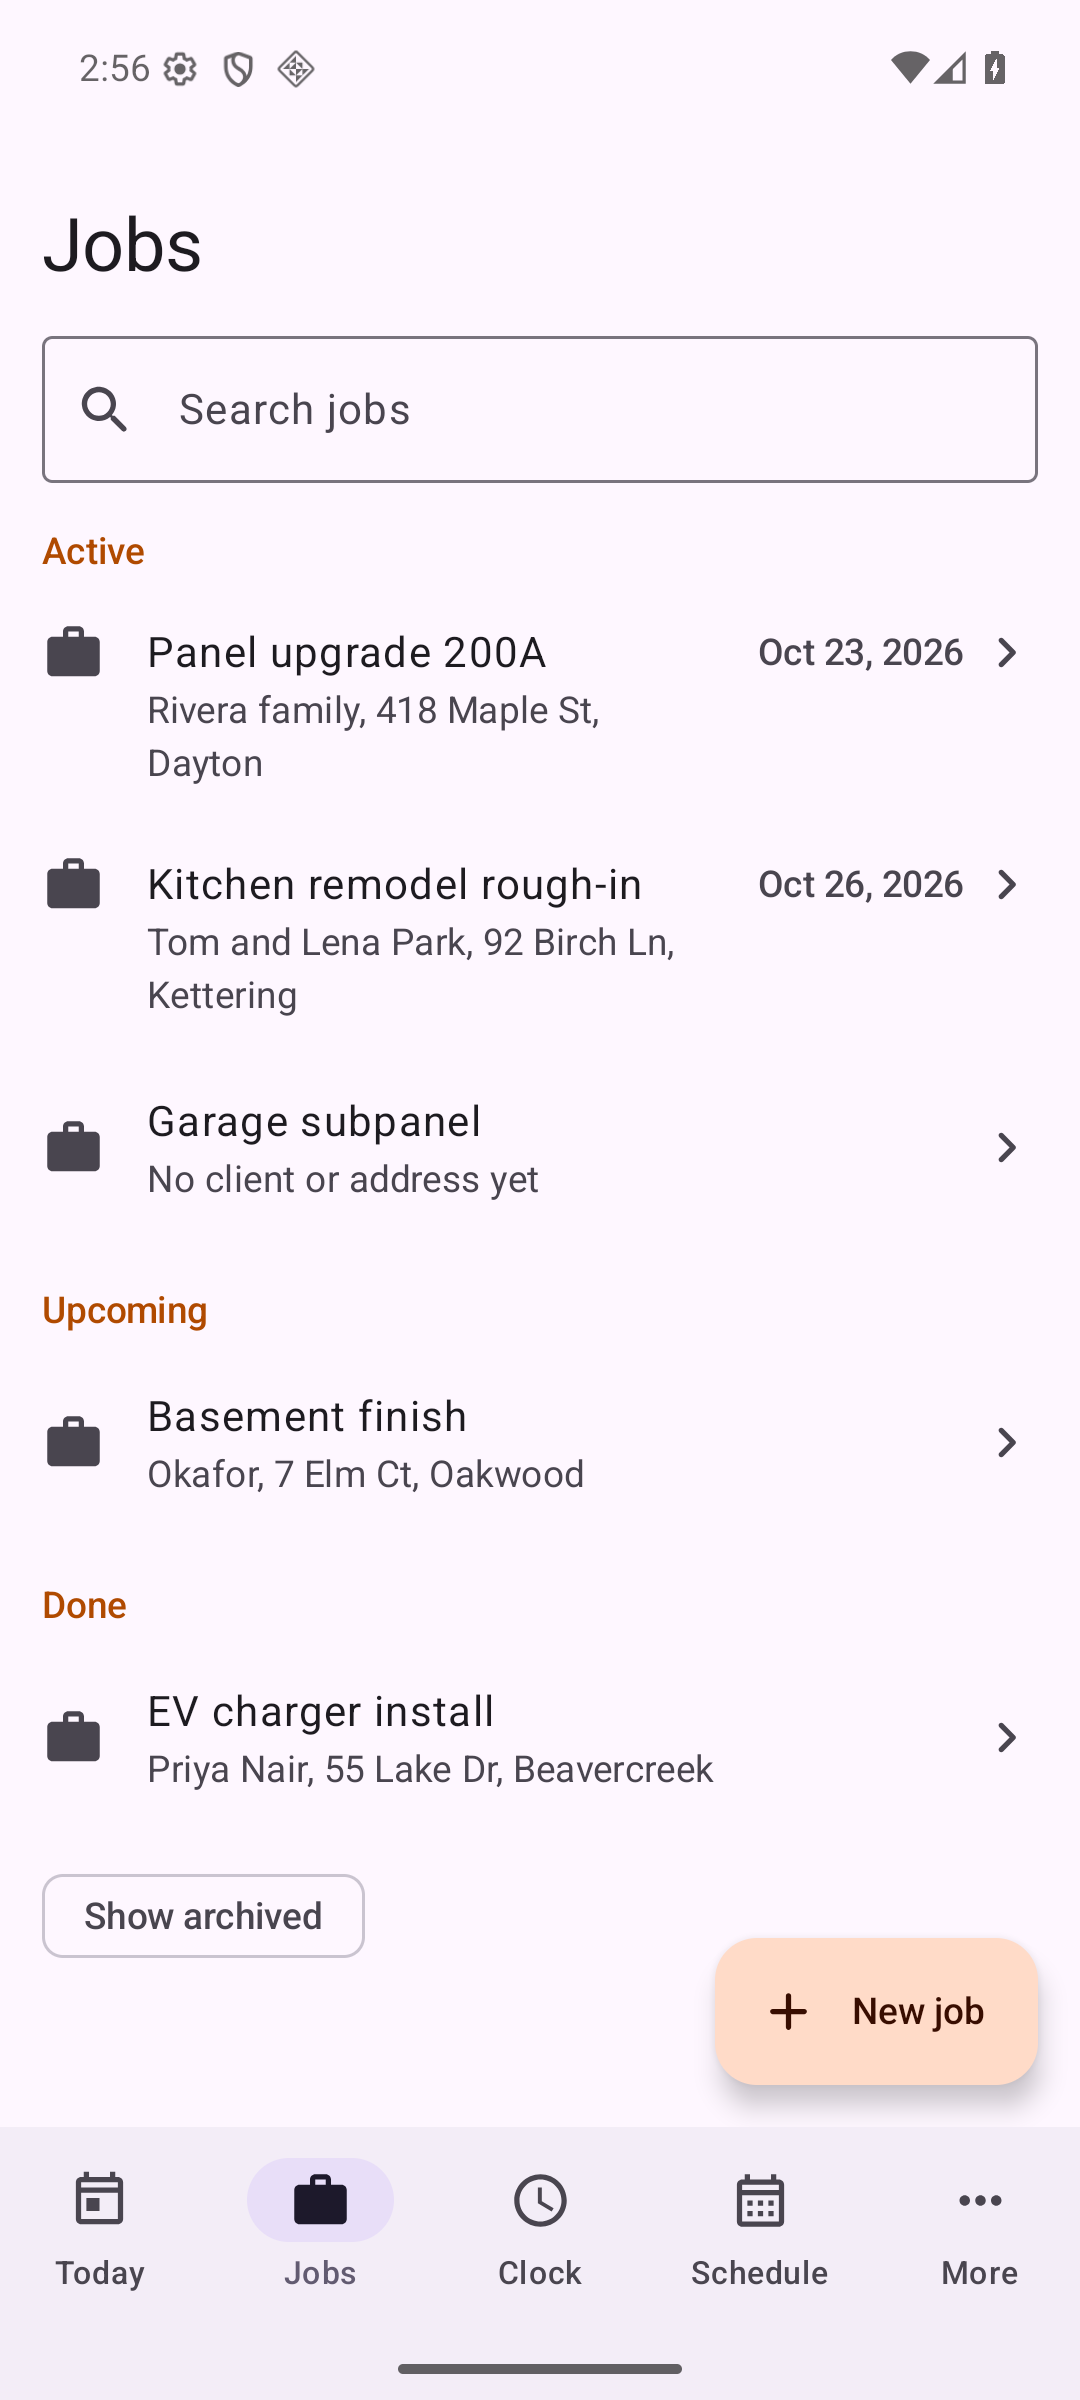 2:56
Jobs
Search jobs
Active
Panel upgrade 200A
Oct 23, 2026
Rivera family, 418 Maple St,
Dayton
Kitchen remodel rough-in
Oct 26, 2026
Tom and Lena Park, 92 Birch Ln,
Kettering
Garage subpanel
No client or address yet
Upcoming
Basement finish
Okafor, 7 Elm Ct, Oakwood
Done
EV charger install
Priya Nair, 55 Lake Dr, Beavercreek
Show archived
New job
Today
Jobs
Clock
Schedule
More